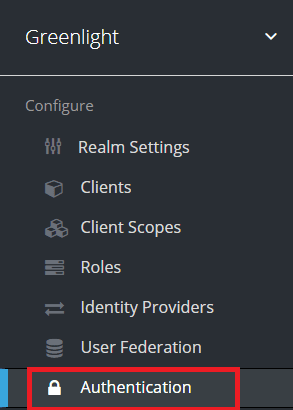 Greenlight
Configure
Realm Settings
Clients
Client Scopes
Roles
Identity Providers
User Federation
Authentication